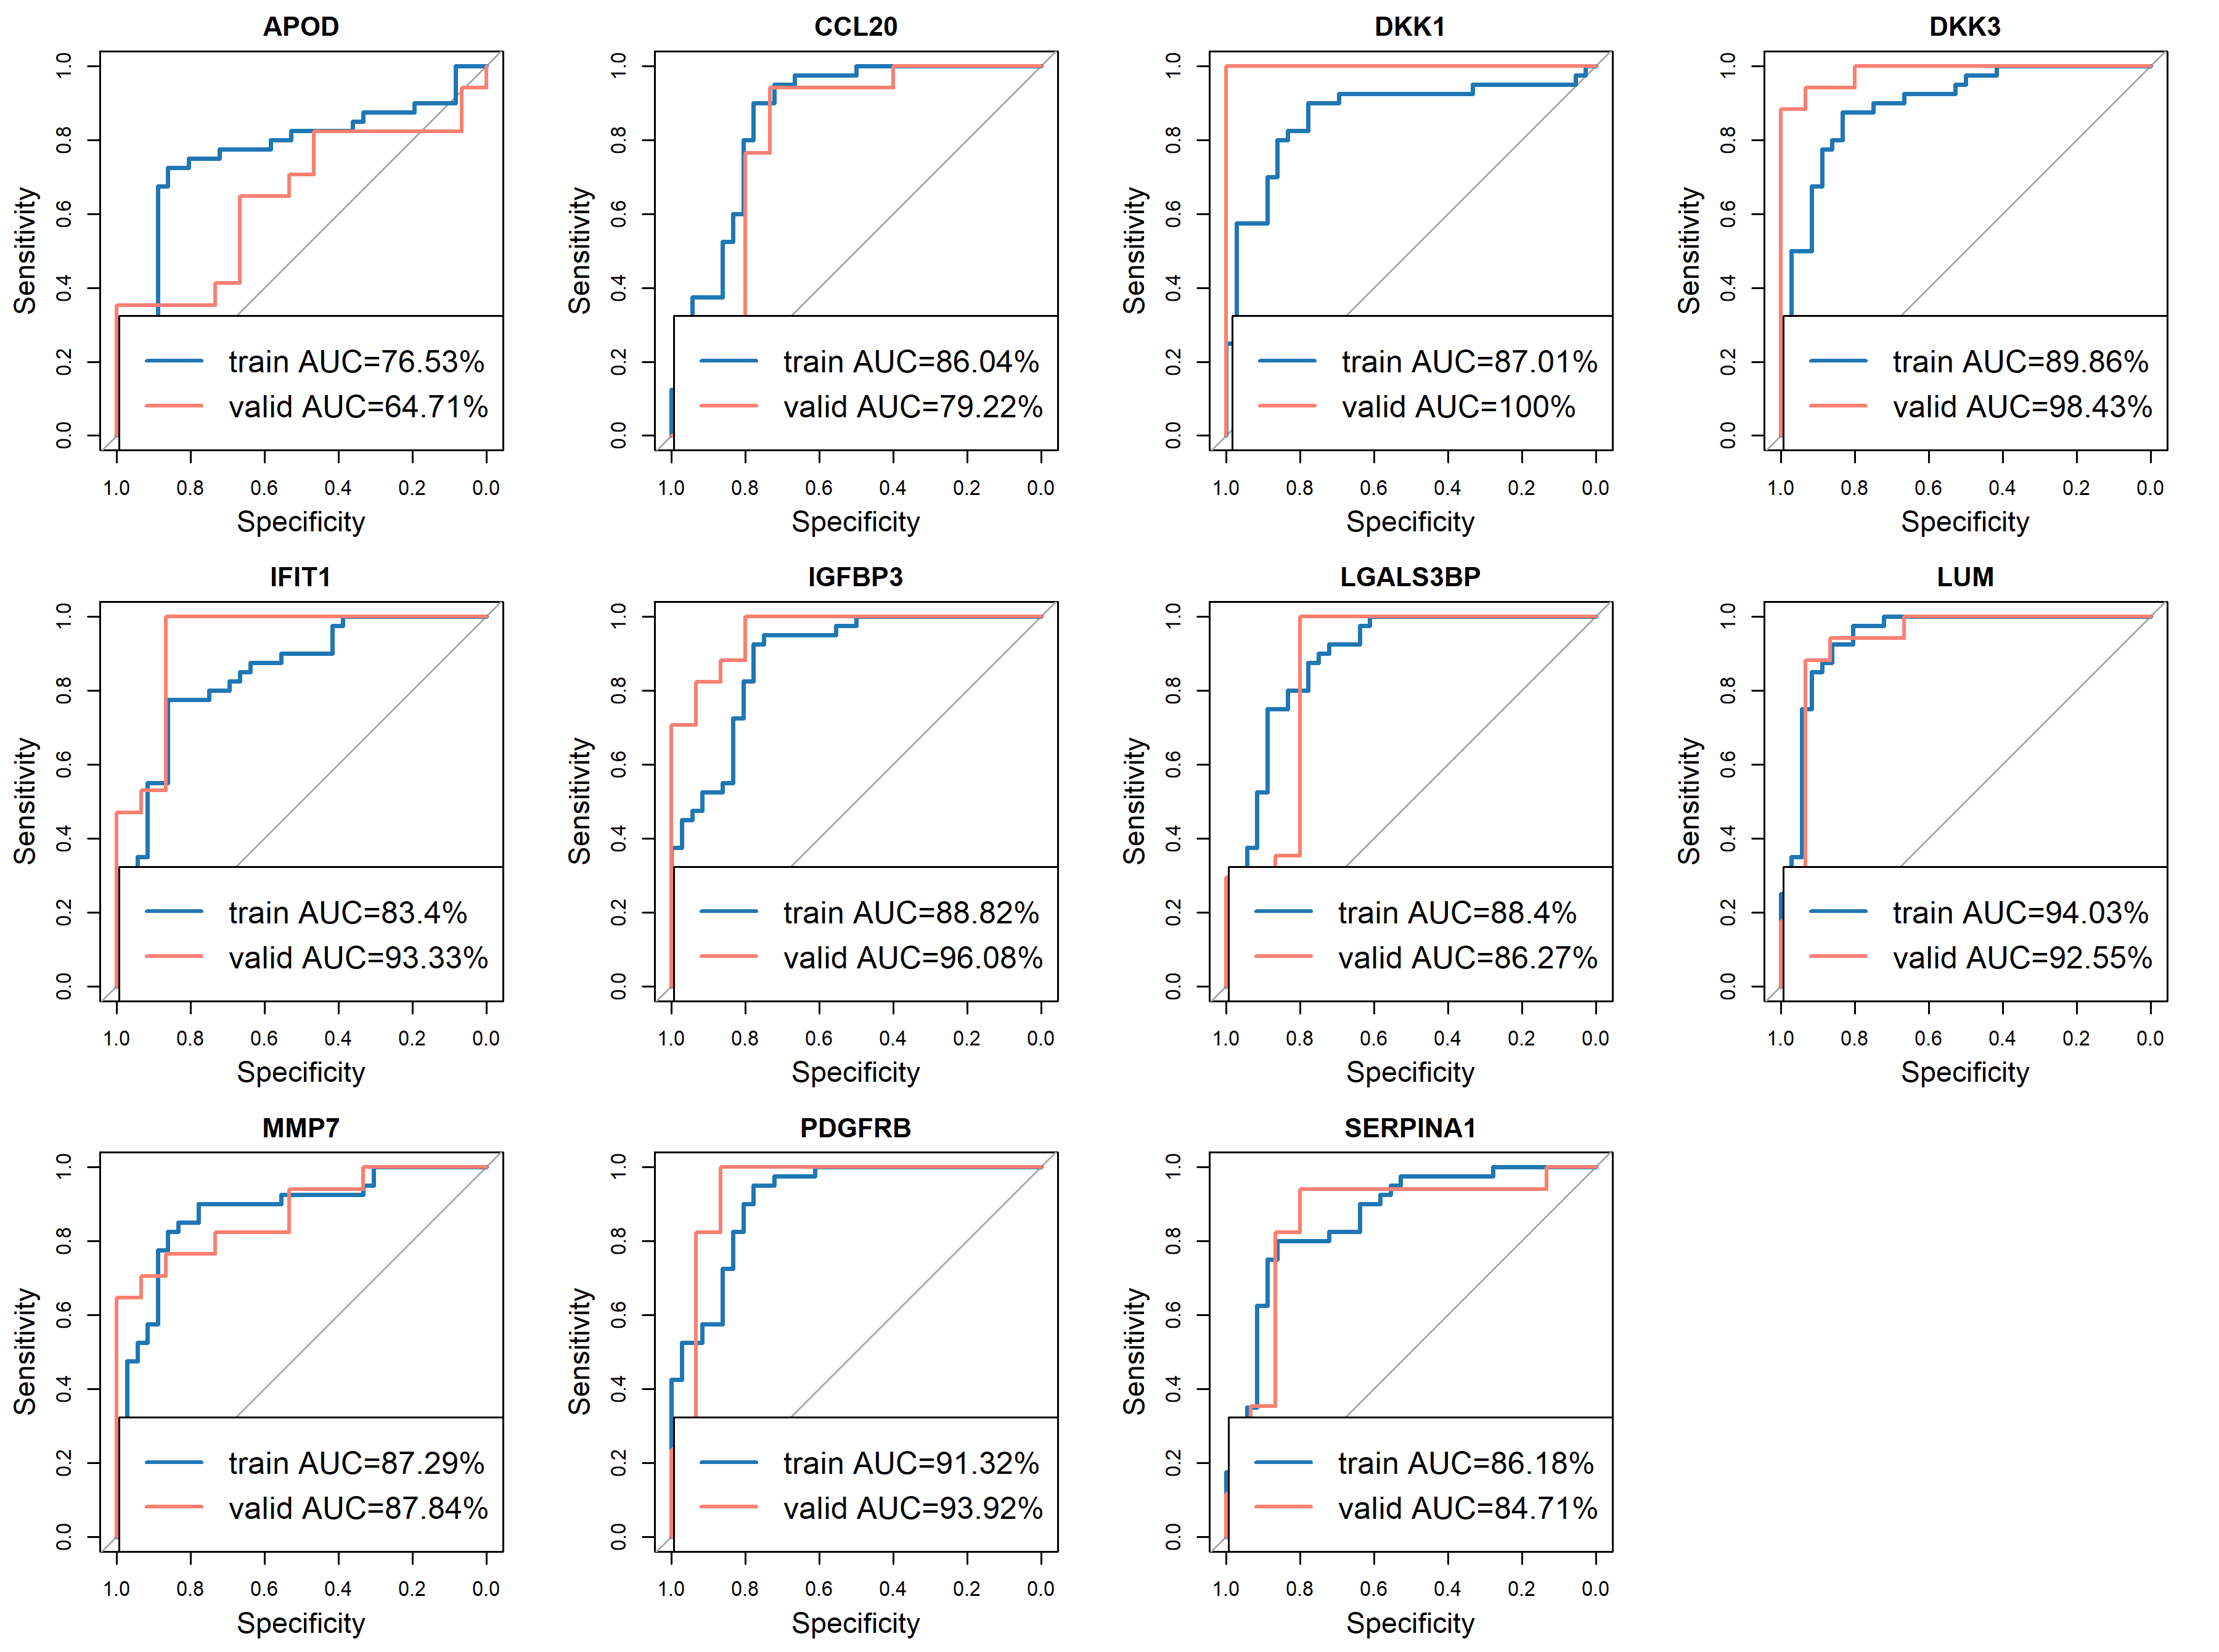 APOD
Sensitivity
0.0 0.2 0.4 0.6 0.8 1.0
train AUC=76.53%
valid AUC=64.71%
1.0 0.8 0.6 0.4 0.2 0.0
Specificity
CCL20
Sensitivity
0.0 0.2 0.4 0.6 0.8 1.0
train AUC=86.04%
valid AUC=79.22%
1.0 0.8 0.6 0.4 0.2 0.0
Specificity
DKK1
Sensitivity
0.0 0.2 0.4 0.6 0.8 1.0
train AUC=87.01%
valid AUC=100%
1.0 0.8 0.6 0.4 0.2 0.0
Specificity
DKK3
Sensitivity
0.0 0.2 0.4 0.6 0.8 1.0
train AUC=89.86%
valid AUC=98.43%
1.0 0.8 0.6 0.4 0.2 0.0
Specificity
IFIT1
Sensitivity
0.0 0.2 0.4 0.6 0.8 1.0
train AUC=83.4%
valid AUC=93.33%
1.0 0.8 0.6 0.4 0.2 0.0
Specificity
IGFBP3
Sensitivity
0.0 0.2 0.4 0.6 0.8 1.0
train AUC=88.82%
valid AUC=96.08%
1.0 0.8 0.6 0.4 0.2 0.0
Specificity
LGALS3BP
Sensitivity
0.0 0.2 0.4 0.6 0.8 1.0
train AUC=88.4%
valid AUC=86.27%
1.0 0.8 0.6 0.4 0.2 0.0
Specificity
LUM
Sensitivity
0.0 0.2 0.4 0.6 0.8 1.0
train AUC=94.03%
valid AUC=92.55%
1.0 0.8 0.6 0.4 0.2 0.0
Specificity
MMP7
Sensitivity
0.0 0.2 0.4 0.6 0.8 1.0
train AUC=87.29%
valid AUC=87.84%
1.0 0.8 0.6 0.4 0.2 0.0
Specificity
PDGFRB
Sensitivity
0.0 0.2 0.4 0.6 0.8 1.0
train AUC=91.32%
valid AUC=93.92%
1.0 0.8 0.6 0.4 0.2 0.0
Specificity
SERPINA1
Sensitivity
0.0 0.2 0.4 0.6 0.8 1.0
train AUC=86.18%
valid AUC=84.71%
1.0 0.8 0.6 0.4 0.2 0.0
Specificity